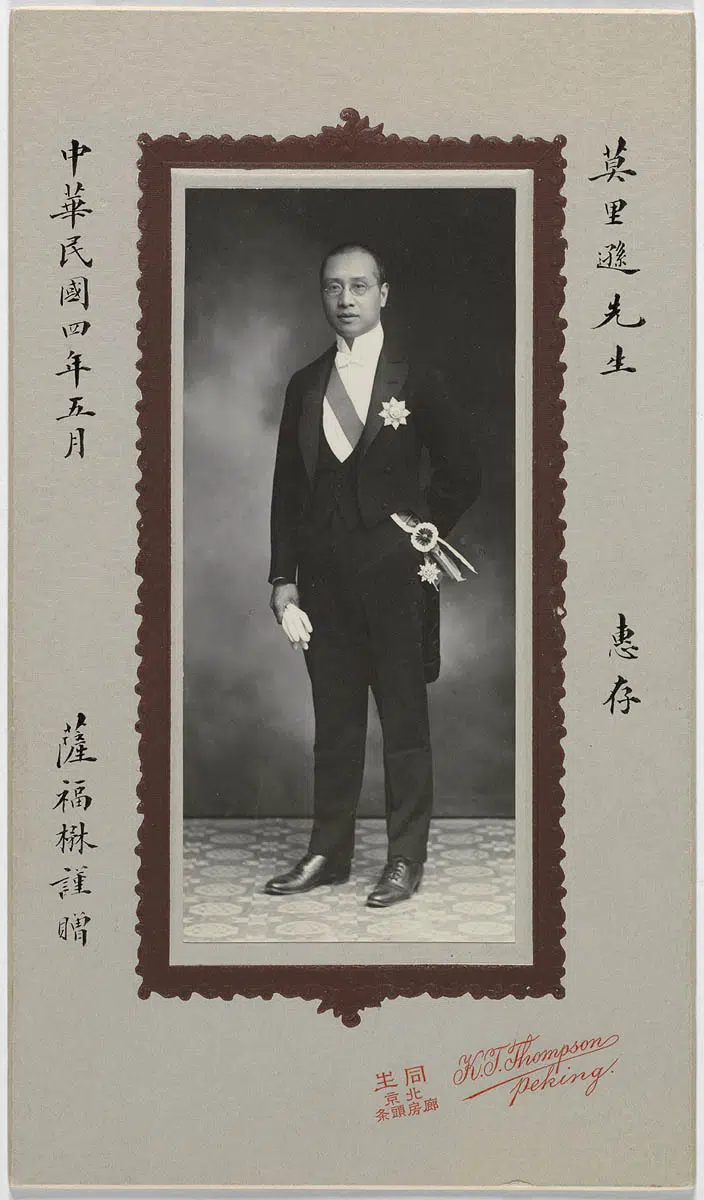 莫里遜先生
惠存
中華民國四年五月
薩福楙謹贈
同生
北京
廊房頭条
K.T.Thompson
Peking.